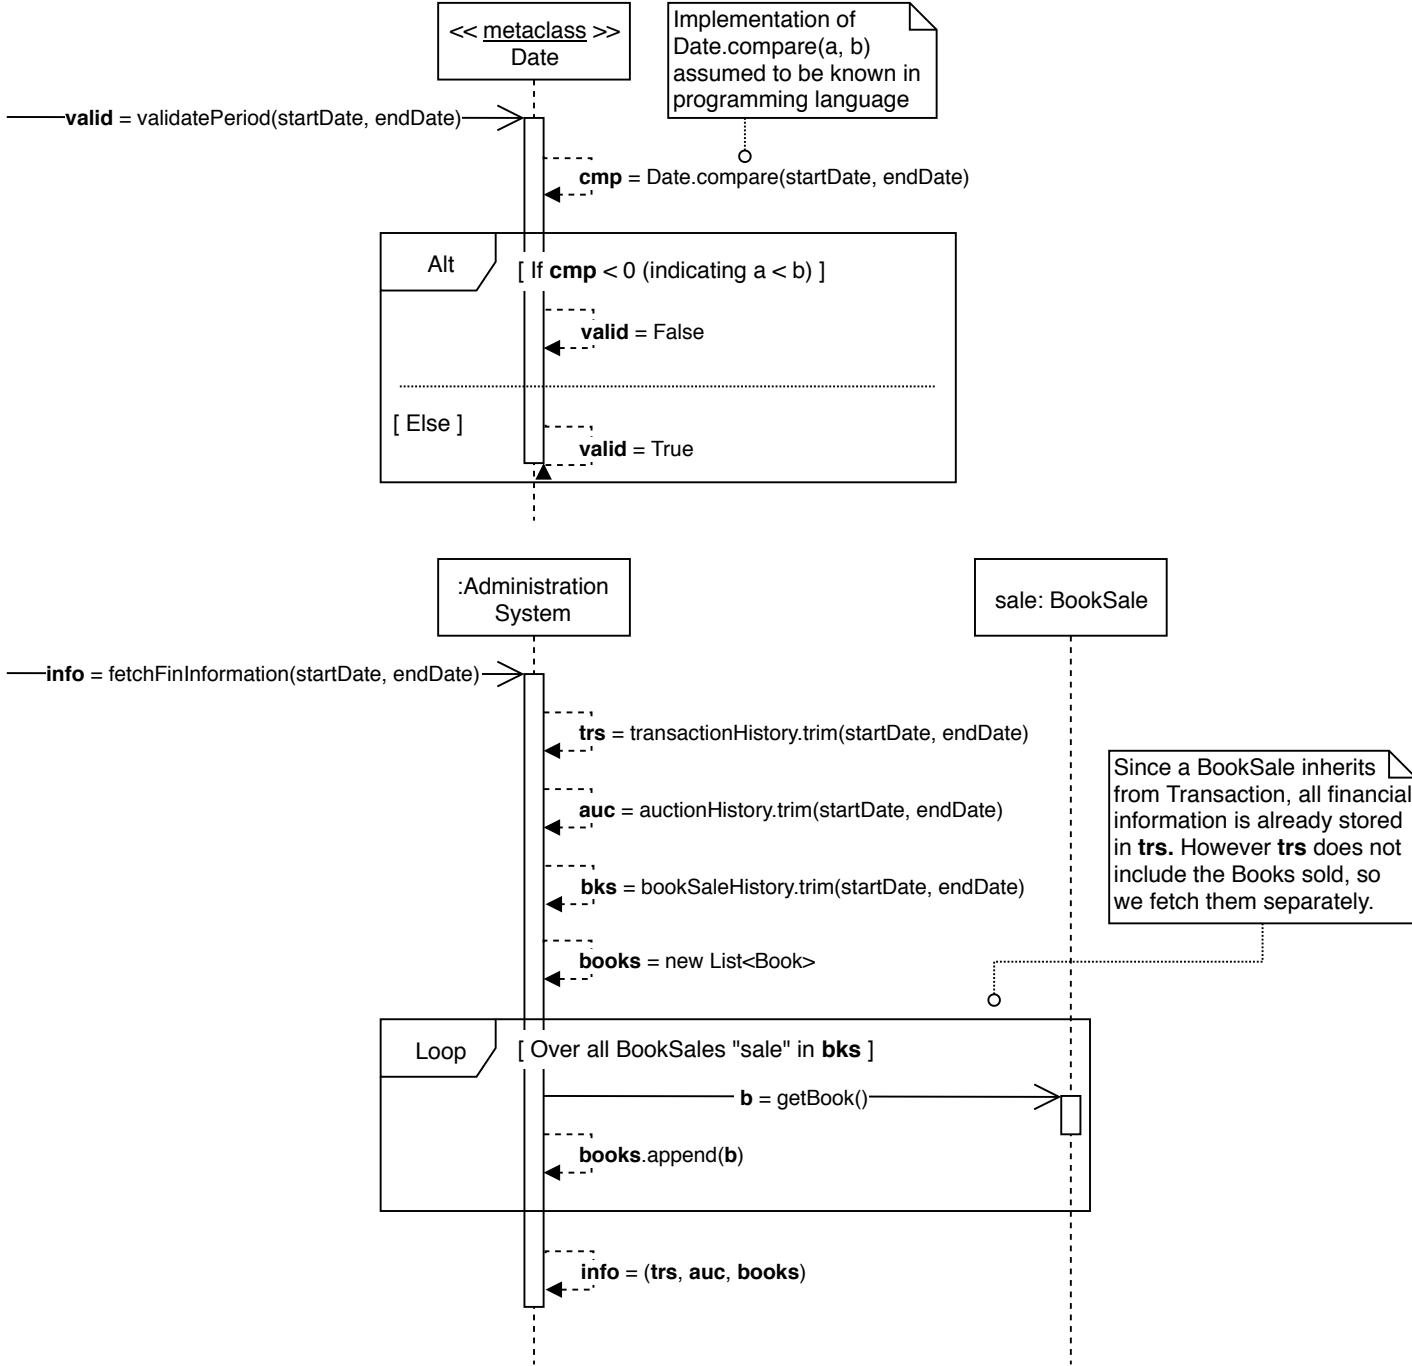 << metaclass >>
Date
Implementation of
Date.compare(a, b)
assumed to be known in
programming language
valid = validatePeriod(startDate, endDate)
cmp = Date.compare(startDate, endDate)
Alt
[ If cmp < 0 (indicating a < b) ]
valid = False
[ Else ]
valid = True
:Administration
System
sale: BookSale
info = fetchFinInformation(startDate, endDate)
trs = transactionHistory.trim(startDate, endDate)
auc = auctionHistory.trim(startDate, endDate)
bks = bookSaleHistory.trim(startDate, endDate)
books = new List<Book>
Since a BookSale inherits
from Transaction, all financial
information is already stored
in trs. However trs does not
include the Books sold, so
we fetch them separately.
Loop
[ Over all BookSales "sale" in bks ]
b = getBook()
books.append(b)
info = (trs, auc, books)